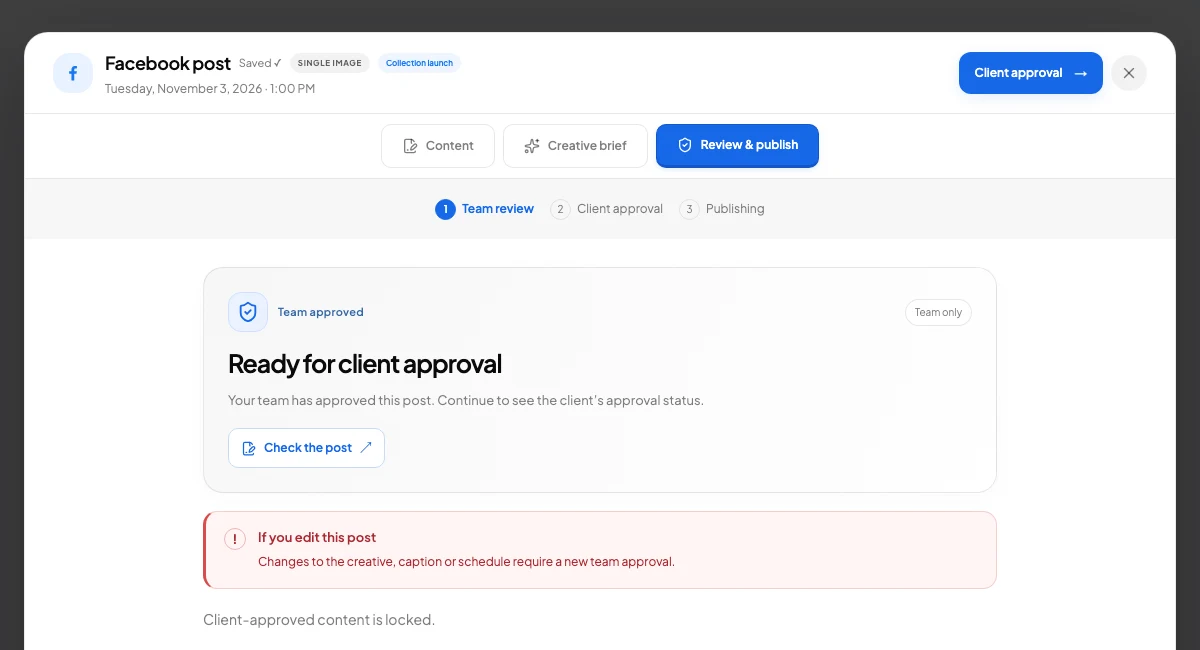 Facebook post Saved ✓ SINGLE IMAGE Collection launch
Tuesday, November 3, 2026 · 1:00 PM
Client approval →
Content Creative brief Review & publish
1 Team review 2 Client approval 3 Publishing
Team approved Team only
Ready for client approval
Your team has approved this post. Continue to see the client's approval status.
Check the post ↗
! If you edit this post
Changes to the creative, caption or schedule require a new team approval.
Client-approved content is locked.